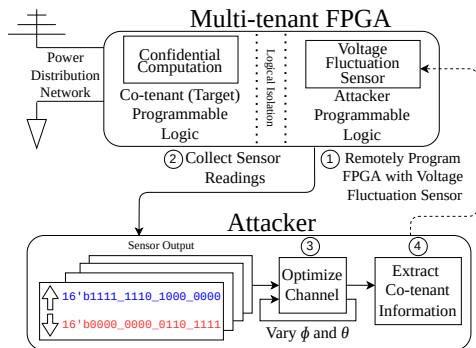 Multi-tenant FPGA
Power
Distribution
Network
Confidential
Computation
Co-tenant (Target)
Programmable
Logic
Logical Isolation
Voltage
Fluctuation
Sensor
Attacker
Programmable
Logic
2 Collect Sensor
Readings
1 Remotely Program
FPGA with Voltage
Fluctuation Sensor
Attacker
Sensor Output
16'b1111_1110_1000_0000
16'b0000_0000_0110_1111
3
Optimize
Channel
Vary ϕ and θ
4
Extract
Co-tenant
Information